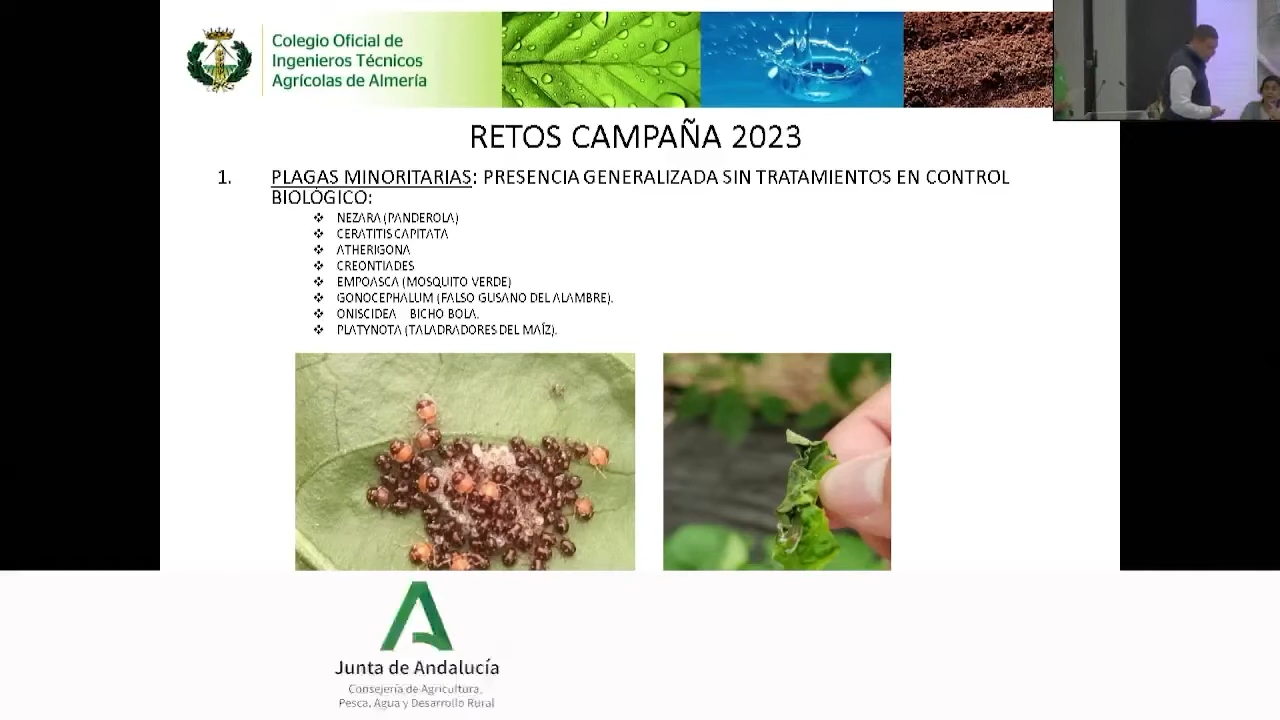 Colegio Oficial de
Ingenieros Técnicos
Agrícolas de Almería
RETOS CAMPAÑA 2023
1. PLAGAS MINORITARIAS: PRESENCIA GENERALIZADA SIN TRATAMIENTOS EN CONTROL
BIOLÓGICO:
❖ NEZARA (PANDEROLA)
❖ CERATITIS CAPITATA
❖ ATHERIGONA
❖ CREONTIADES
❖ EMPOASCA (MOSQUITO VERDE)
❖ GONOCEPHALUM (FALSO GUSANO DEL ALAMBRE).
❖ ONISCIDEA BICHO BOLA.
❖ PLATYNOTA (TALADRADORES DEL MAÍZ).
Junta de Andalucía
Consejería de Agricultura,
Pesca, Agua y Desarrollo Rural